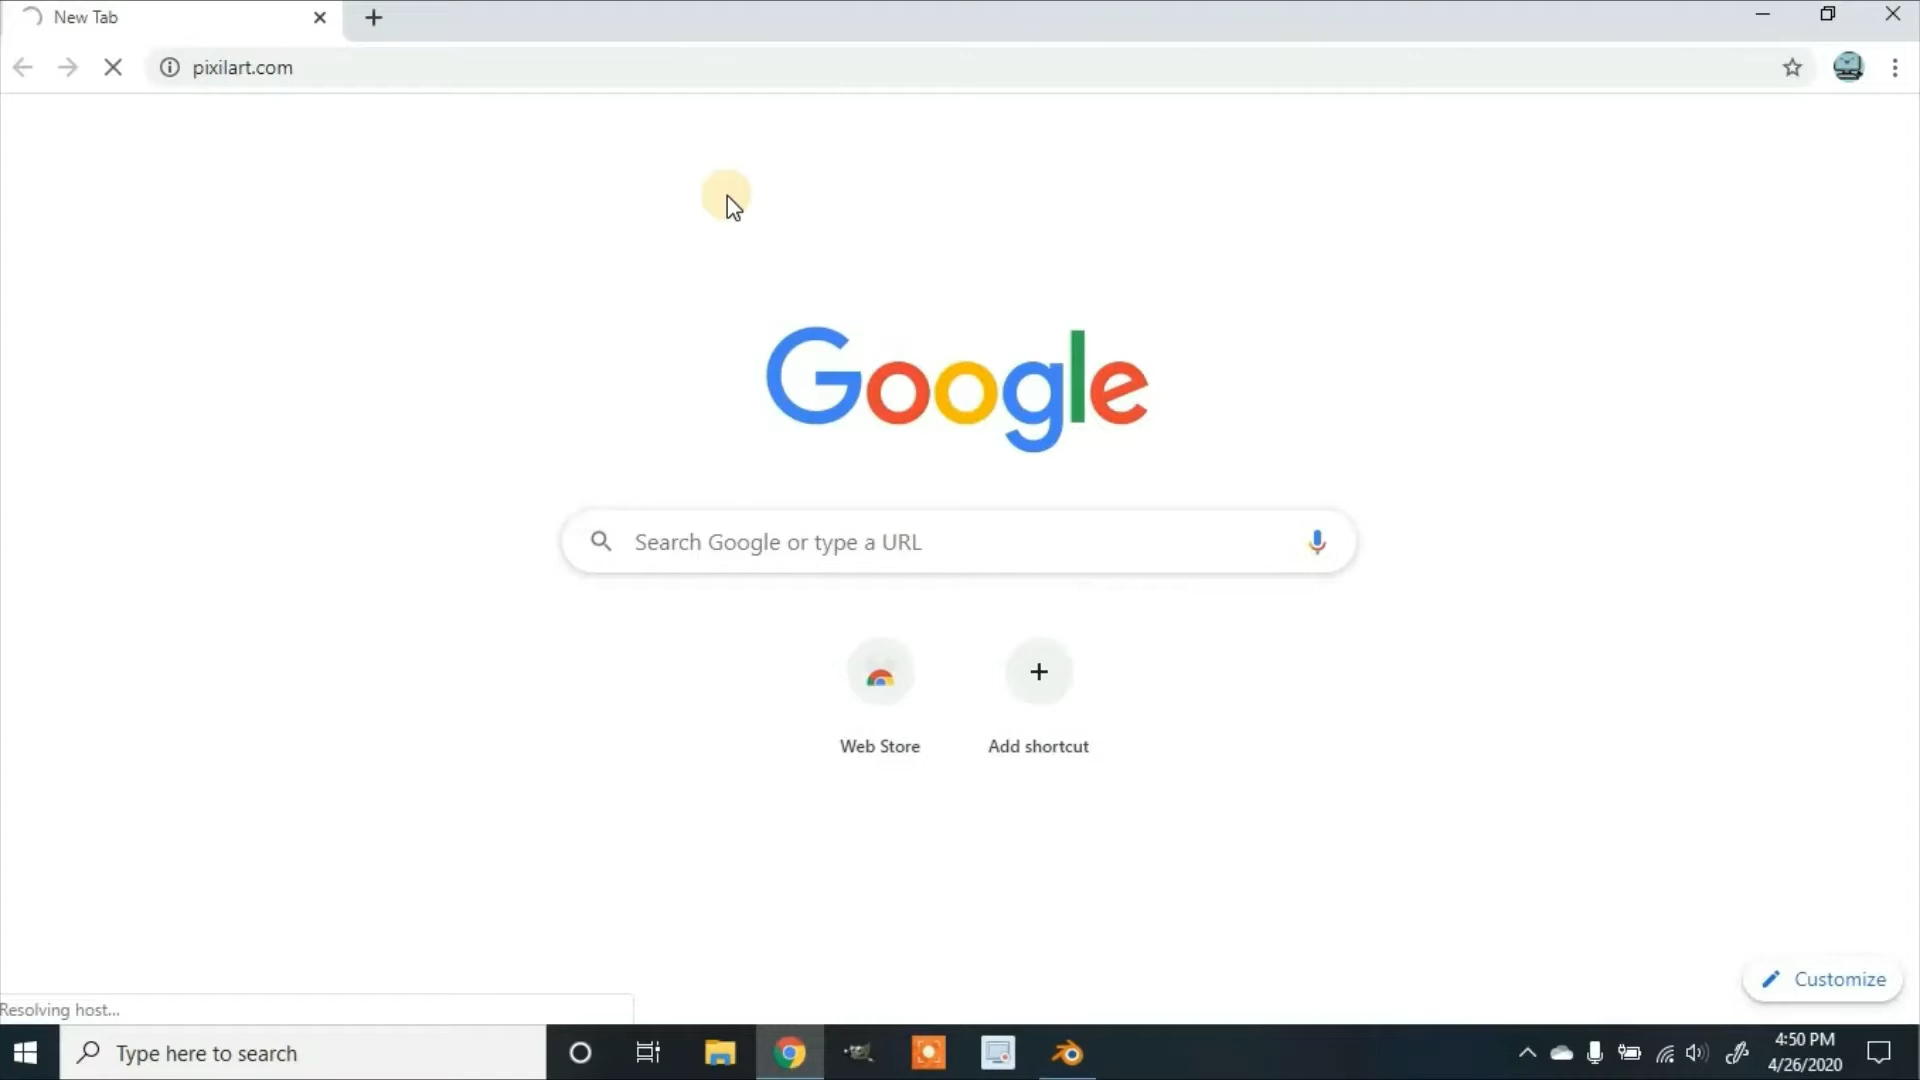 New Tab
pixilart.com
Google
Search Google or type a URL
Web Store
Add shortcut
Customize
Resolving host...
Type here to search
4:50 PM
4/26/2020